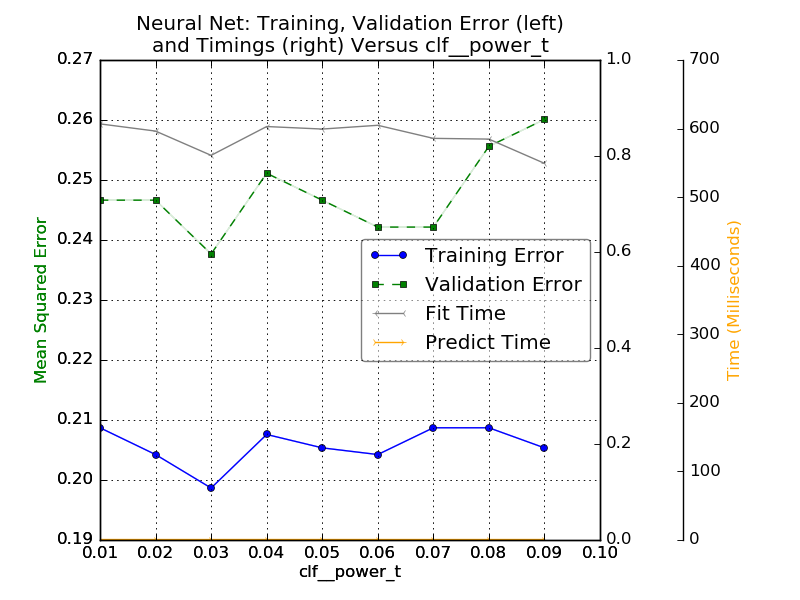 Neural Net: Training, Validation Error (left)
and Timings (right) Versus clf__power_t
0.27
0.26
0.25
0.24
0.23
0.22
0.21
0.20
0.19
Mean Squared Error
0.01 0.02 0.03 0.04 0.05 0.06 0.07 0.08 0.09 0.10
clf__power_t
Training Error
Validation Error
Fit Time
Predict Time
1.0
0.8
0.6
0.4
0.2
0.0
700
600
500
400
300
200
100
0
Time (Milliseconds)